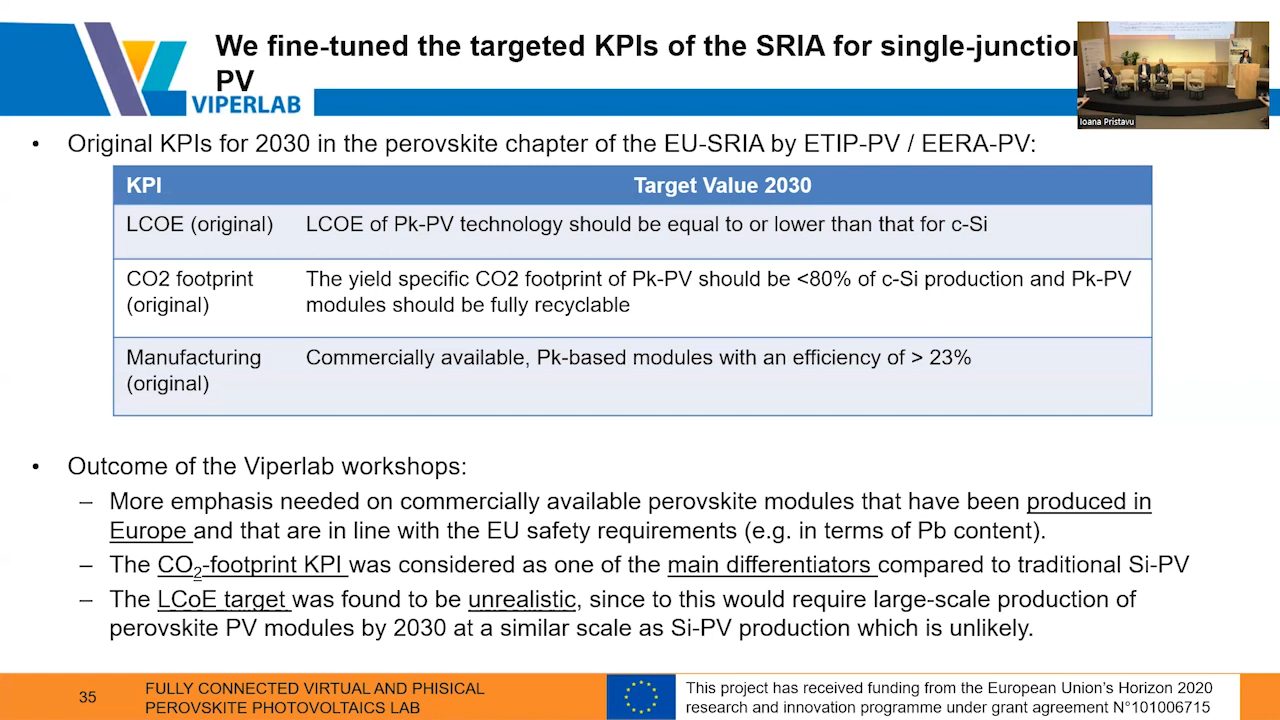 We fine-tuned the targeted KPIs of the SRIA for single-junction
PV
VIPERLAB
Ioana Pristavu
• Original KPIs for 2030 in the perovskite chapter of the EU-SRIA by ETIP-PV / EERA-PV:
KPI Target Value 2030
LCOE (original) LCOE of Pk-PV technology should be equal to or lower than that for c-Si
CO2 footprint The yield specific CO2 footprint of Pk-PV should be <80% of c-Si production and Pk-PV
(original) modules should be fully recyclable
Manufacturing Commercially available, Pk-based modules with an efficiency of > 23%
(original)
• Outcome of the Viperlab workshops:
– More emphasis needed on commercially available perovskite modules that have been produced in
Europe and that are in line with the EU safety requirements (e.g. in terms of Pb content).
– The CO₂-footprint KPI was considered as one of the main differentiators compared to traditional Si-PV
– The LCoE target was found to be unrealistic, since to this would require large-scale production of
perovskite PV modules by 2030 at a similar scale as Si-PV production which is unlikely.
35
FULLY CONNECTED VIRTUAL AND PHISICAL
PEROVSKITE PHOTOVOLTAICS LAB
This project has received funding from the European Union's Horizon 2020
research and innovation programme under grant agreement N°101006715